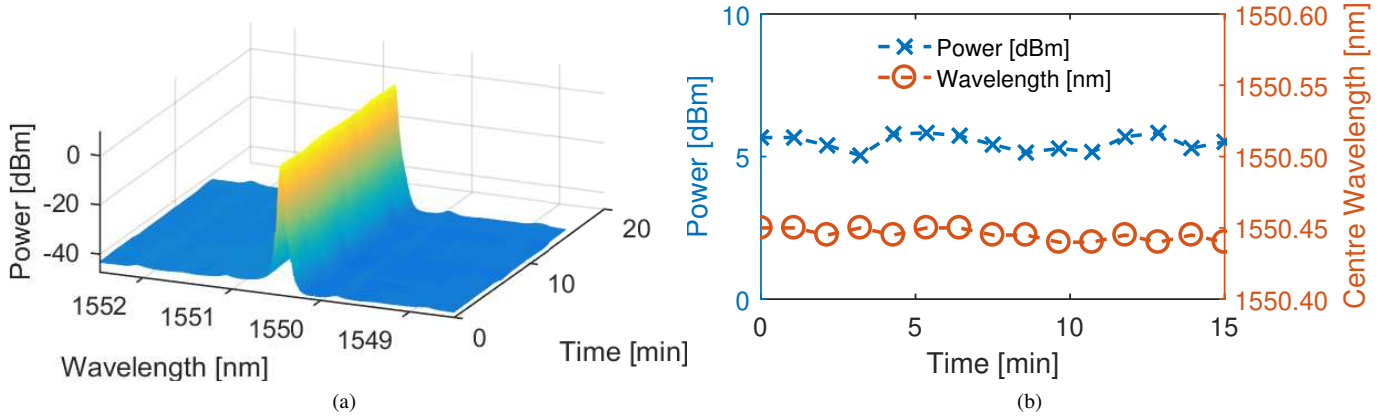 Power [dBm]
0
-20
-40
1552
1551
1550
1549
Wavelength [nm]
0
10
20
Time [min]
(a)
Power [dBm]
10
5
0
Power [dBm]
Wavelength [nm]
1550.60
1550.55
1550.50
1550.45
1550.40
Centre Wavelength [nm]
0
5
10
15
Time [min]
(b)